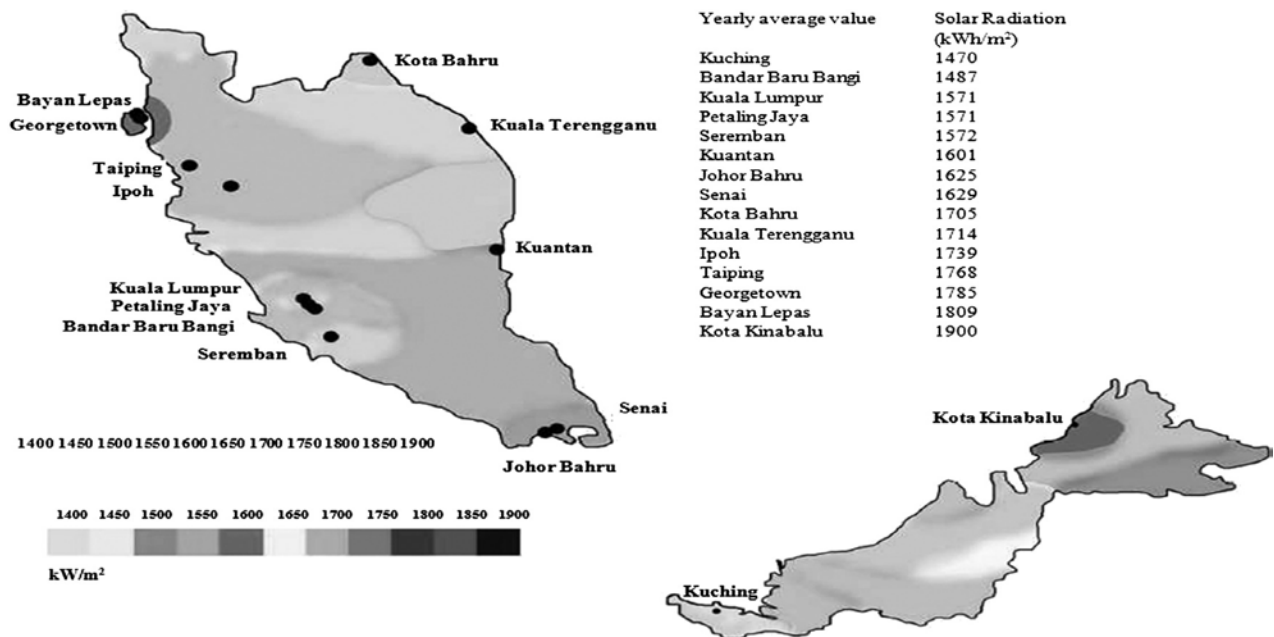 Kota Bahru
Bayan Lepas
Georgetown
Kuala Terengganu
Taiping
Ipoh
Kuantan
Kuala Lumpur
Petaling Jaya
Bandar Baru Bangi
Seremban
Senai
1400 1450 1500 1550 1600 1650 1700 1750 1800 1850 1900
Johor Bahru
1400 1450 1500 1550 1600 1650 1700 1750 1800 1850 1900
kW/m²
Yearly average value Solar Radiation
(kWh/m²)
Kuching 1470
Bandar Baru Bangi 1487
Kuala Lumpur 1571
Petaling Jaya 1571
Seremban 1572
Kuantan 1601
Johor Bahru 1625
Senai 1629
Kota Bahru 1705
Kuala Terengganu 1714
Ipoh 1739
Taiping 1768
Georgetown 1785
Bayan Lepas 1809
Kota Kinabalu 1900
Kota Kinabalu
Kuching